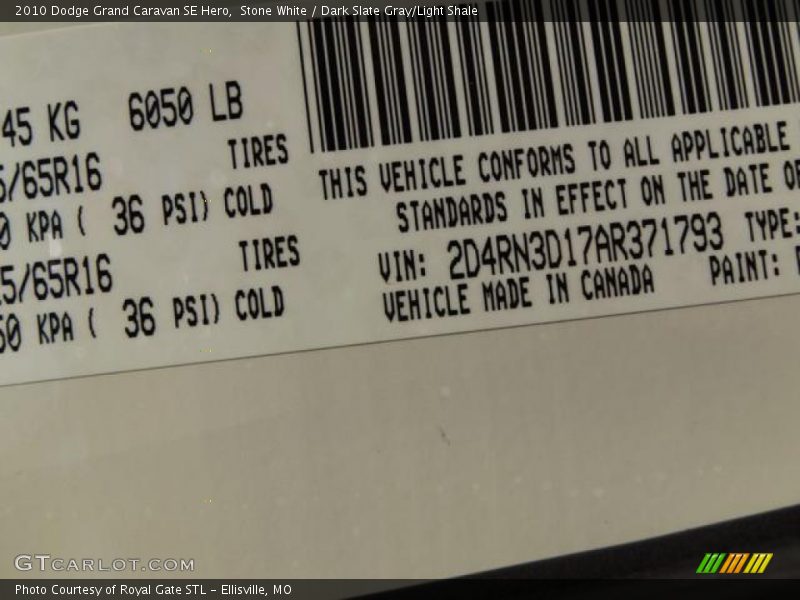 2010 Dodge Grand Caravan SE Hero,  Stone White / Dark Slate Gray/Light Shale
45 KG 6050 LB
TIRES
5/65R16
0 KPA ( 36 PSI) COLD
TIRES
5/65R16
50 KPA ( 36 PSI) COLD
THIS VEHICLE CONFORMS TO ALL APPLICABLE
STANDARDS IN EFFECT ON THE DATE OF
VIN: 2D4RN3D17AR371793 TYPE:
VEHICLE MADE IN CANADA PAINT:
GTCARLOT.COM
Photo Courtesy of Royal Gate STL - Ellisville, MO